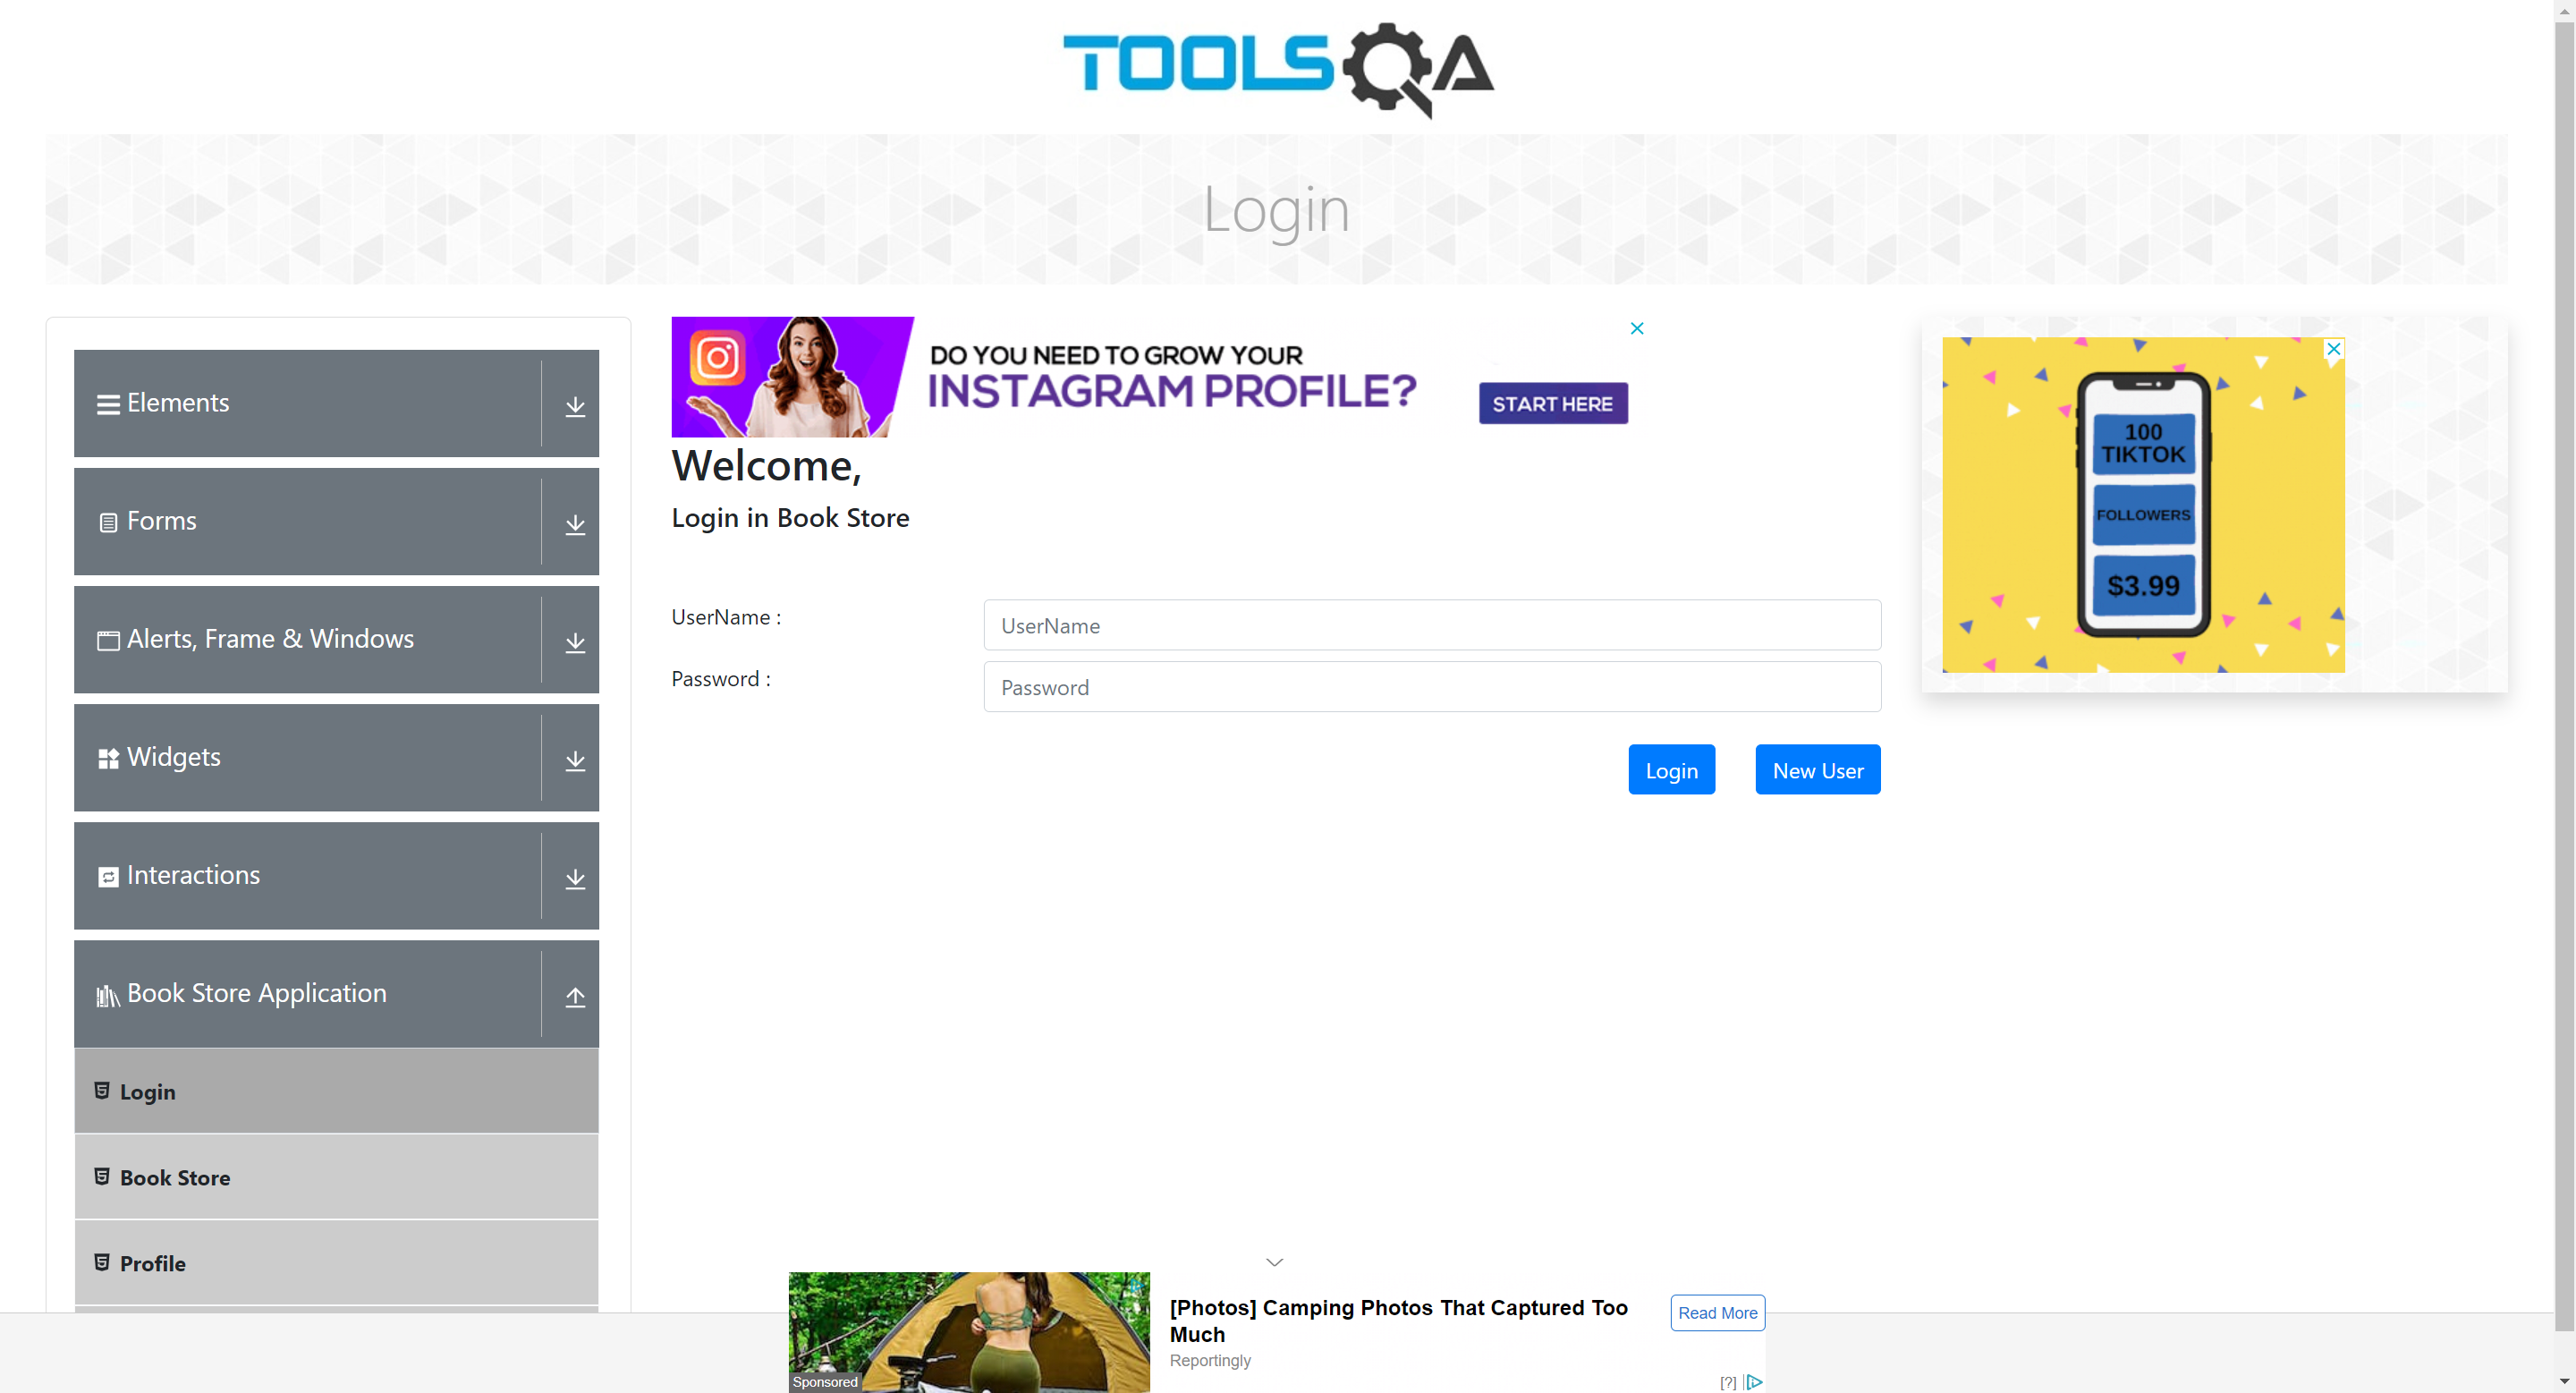 TOOLSQA
Login
Elements
Forms
Alerts, Frame & Windows
Widgets
Interactions
Book Store Application
Login
Book Store
Profile
DO YOU NEED TO GROW YOUR
INSTAGRAM PROFILE?
START HERE
Welcome,
Login in Book Store
UserName :
UserName
Password :
Password
Login
New User
100
TIKTOK
FOLLOWERS
$3.99
[Photos] Camping Photos That Captured Too
Much
Reportingly
Read More
Sponsored
[?]